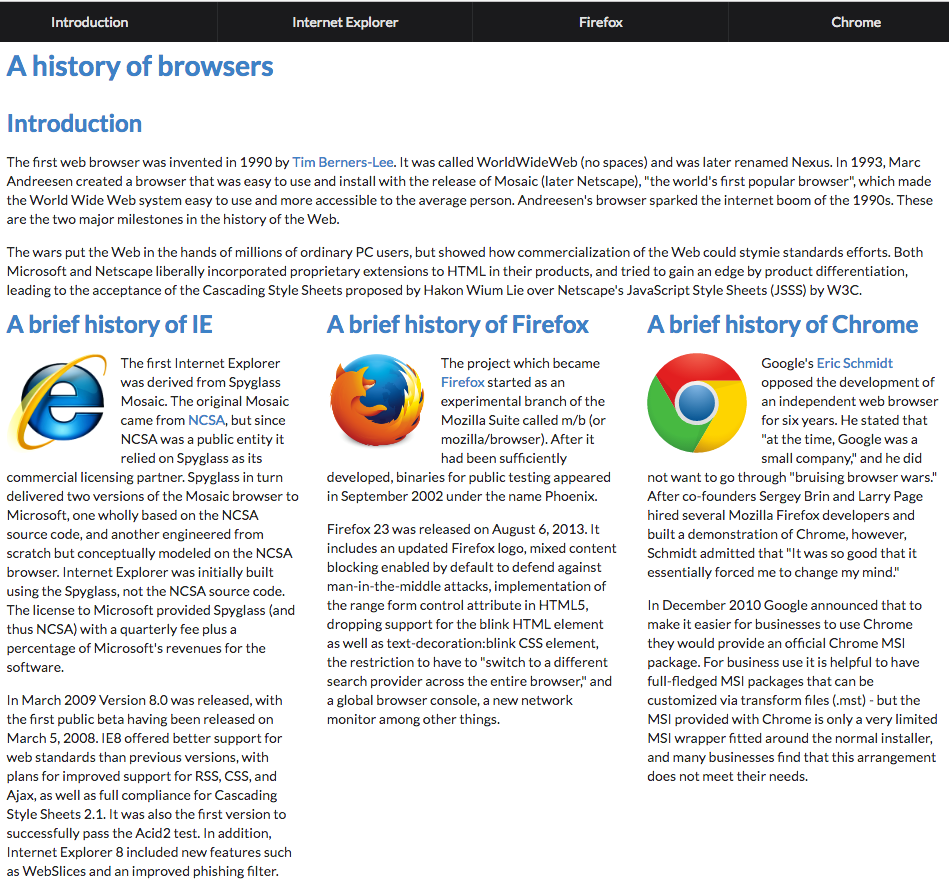 Introduction
Internet Explorer
Firefox
Chrome
A history of browsers
Introduction
The first web browser was invented in 1990 by Tim Berners-Lee. It was called WorldWideWeb (no spaces) and was later renamed Nexus. In 1993, Marc
Andreesen created a browser that was easy to use and install with the release of Mosaic (later Netscape), "the world's first popular browser", which made
the World Wide Web system easy to use and more accessible to the average person. Andreesen's browser sparked the internet boom of the 1990s. These
are the two major milestones in the history of the Web.
The wars put the Web in the hands of millions of ordinary PC users, but showed how commercialization of the Web could stymie standards efforts. Both
Microsoft and Netscape liberally incorporated proprietary extensions to HTML in their products, and tried to gain an edge by product differentiation,
leading to the acceptance of the Cascading Style Sheets proposed by Hakon Wium Lie over Netscape's JavaScript Style Sheets (JSSS) by W3C.
A brief history of IE
The first Internet Explorer
was derived from Spyglass
Mosaic. The original Mosaic
came from NCSA, but since
NCSA was a public entity it
relied on Spyglass as its
commercial licensing partner. Spyglass in turn
delivered two versions of the Mosaic browser to
Microsoft, one wholly based on the NCSA
source code, and another engineered from
scratch but conceptually modeled on the NCSA
browser. Internet Explorer was initially built
using the Spyglass, not the NCSA source code.
The license to Microsoft provided Spyglass (and
thus NCSA) with a quarterly fee plus a
percentage of Microsoft's revenues for the
software.
In March 2009 Version 8.0 was released, with
the first public beta having been released on
March 5, 2008. IE8 offered better support for
web standards than previous versions, with
plans for improved support for RSS, CSS, and
Ajax, as well as full compliance for Cascading
Style Sheets 2.1. It was also the first version to
successfully pass the Acid2 test. In addition,
Internet Explorer 8 included new features such
as WebSlices and an improved phishing filter.
A brief history of Firefox
The project which became
Firefox started as an
experimental branch of the
Mozilla Suite called m/b (or
mozilla/browser). After it
had been sufficiently
developed, binaries for public testing appeared
in September 2002 under the name Phoenix.
Firefox 23 was released on August 6, 2013. It
includes an updated Firefox logo, mixed content
blocking enabled by default to defend against
man-in-the-middle attacks, implementation of
the range form control attribute in HTML5,
dropping support for the blink HTML element
as well as text-decoration:blink CSS element,
the restriction to have to "switch to a different
search provider across the entire browser," and
a global browser console, a new network
monitor among other things.
A brief history of Chrome
Google's Eric Schmidt
opposed the development of
an independent web browser
for six years. He stated that
"at the time, Google was a
small company," and he did
not want to go through "bruising browser wars."
After co-founders Sergey Brin and Larry Page
hired several Mozilla Firefox developers and
built a demonstration of Chrome, however,
Schmidt admitted that "It was so good that it
essentially forced me to change my mind."
In December 2010 Google announced that to
make it easier for businesses to use Chrome
they would provide an official Chrome MSI
package. For business use it is helpful to have
full-fledged MSI packages that can be
customized via transform files (.mst) - but the
MSI provided with Chrome is only a very limited
MSI wrapper fitted around the normal installer,
and many businesses find that this arrangement
does not meet their needs.